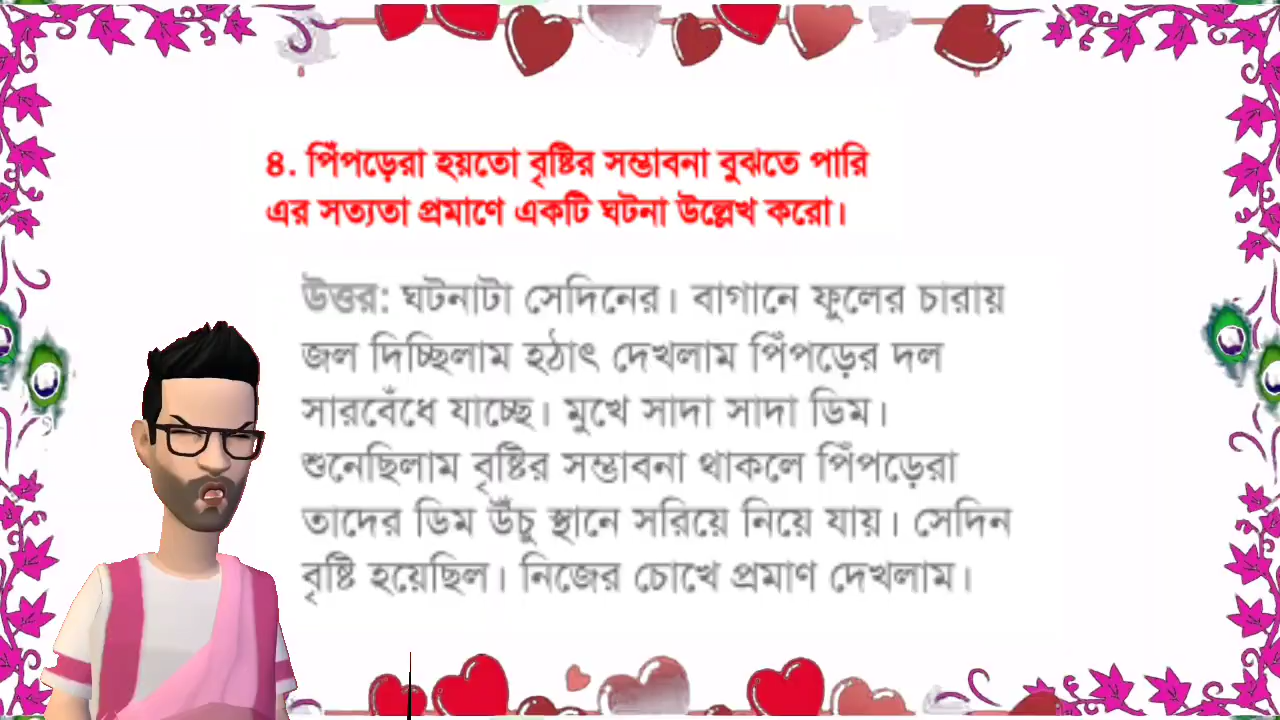 ৪. পিঁপড়েরা হয়তো বৃষ্টির সম্ভাবনা বুঝতে পারি
এর সত্যতা প্রমাণে একটি ঘটনা উল্লেখ করো।
উত্তর: ঘটনাটা সেদিনের। বাগানে ফুলের চারায়
জল দিচ্ছিলাম হঠাৎ দেখলাম পিঁপড়ের দল
সারবেঁধে যাচ্ছে। মুখে সাদা সাদা ডিম।
শুনেছিলাম বৃষ্টির সম্ভাবনা থাকলে পিঁপড়েরা
তাদের ডিম উঁচু স্থানে সরিয়ে নিয়ে যায়। সেদিন
বৃষ্টি হয়েছিল। নিজের চোখে প্রমাণ দেখলাম।